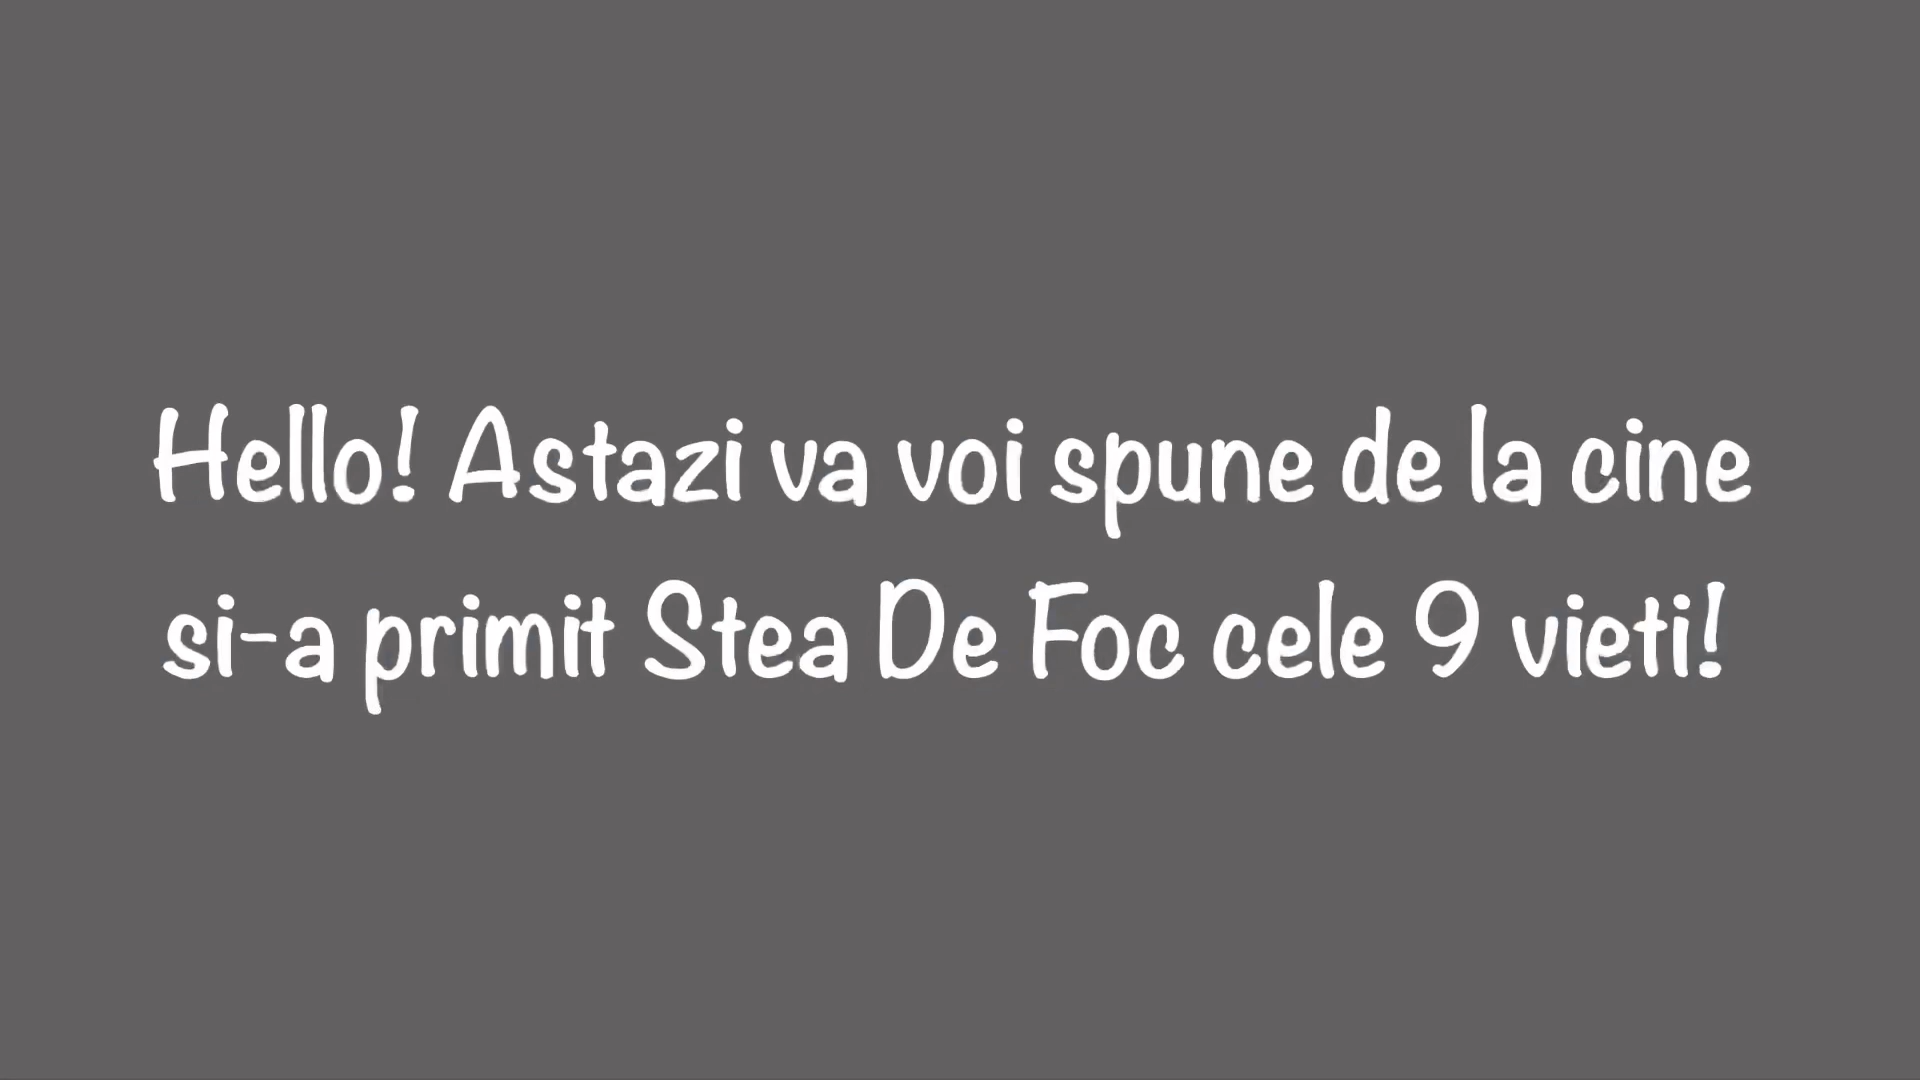 Hello! Astazi va voi spune de la cine
si-a primit Stea De Foc cele 9 vieti!